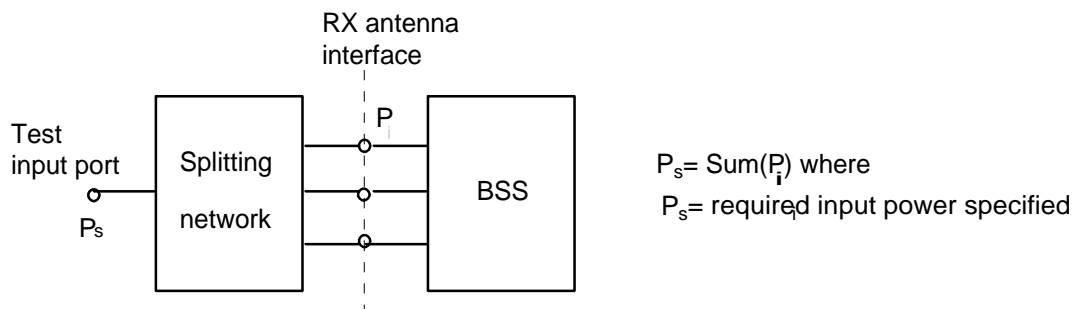 RX antenna
interface
Test
input port
Ps
Splitting
network
Pi
BSS
Ps= Sum(Pi) where
Ps= required input power specified